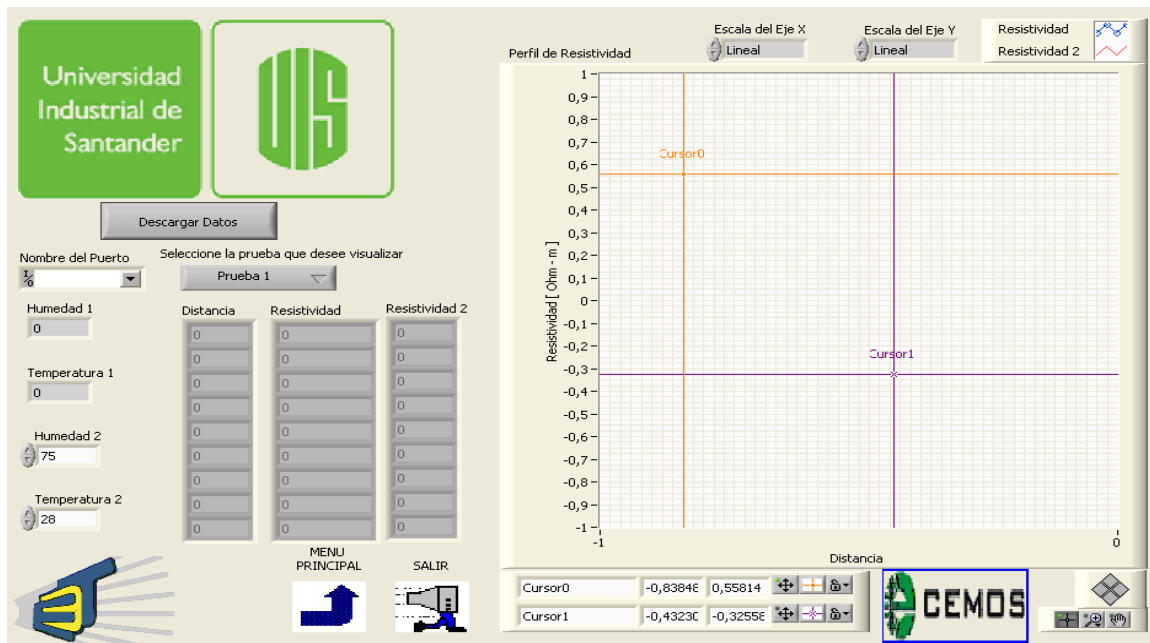 Universidad
Industrial de
Santander
UIS
Descargar Datos
Nombre del Puerto
Seleccione la prueba que desee visualizar
I/O
Prueba 1
Humedad 1
0
Temperatura 1
0
Humedad 2
75
Temperatura 2
28
Distancia Resistividad Resistividad 2
0 0 0
0 0 0
0 0 0
0 0 0
0 0 0
0 0 0
0 0 0
0 0 0
0 0 0
MENU
PRINCIPAL
SALIR
Perfil de Resistividad
Escala del Eje X
Lineal
Escala del Eje Y
Lineal
Resistividad
Resistividad 2
Resistividad [ Ohm - m ]
1
0,9
0,8
0,7
0,6
0,5
0,4
0,3
0,2
0,1
0
-0,1
-0,2
-0,3
-0,4
-0,5
-0,6
-0,7
-0,8
-0,9
-1
Cursor0
Cursor1
-1 0
Distancia
Cursor0 -0,83848 0,55814
Cursor1 -0,4323 -0,32558
CEMOS